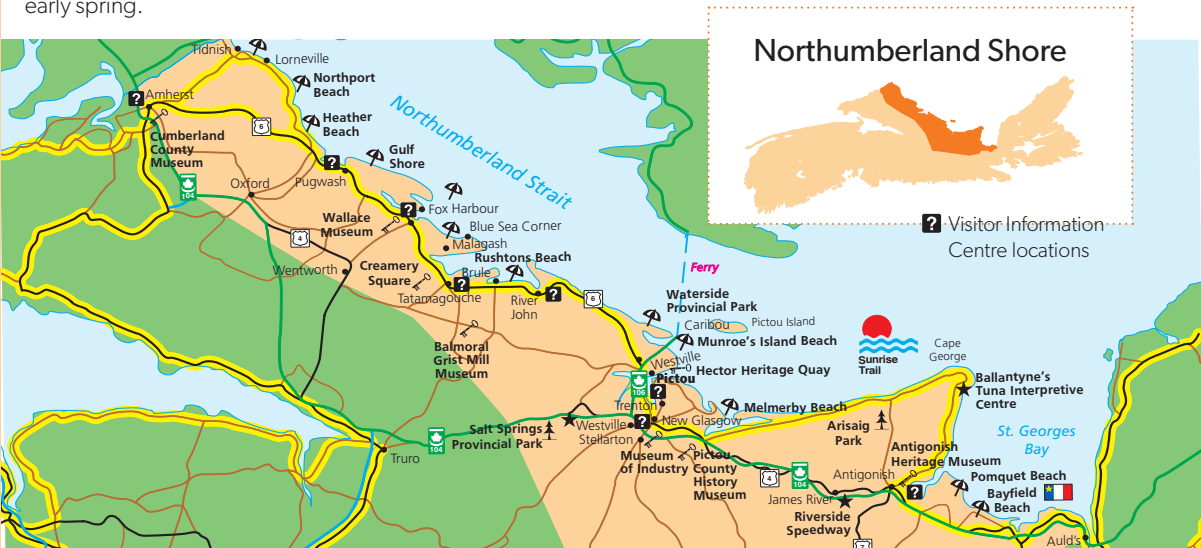 early spring.
Northumberland Shore
? Visitor Information
Centre locations
Tidnish
Lorneville
Northport
Beach
? Amherst
Heather
Beach
6
Cumberland
County
Museum
Northumberland Strait
Gulf
Shore
?
Pugwash
104
Oxford
? Fox Harbour
Wallace
Museum
Blue Sea Corner
4
Malagash
Rushtons Beach
Wentworth
Creamery
Square
Brule
?
Tatamagouche
River
John
?
6
Ferry
Waterside
Provincial Park
Caribou
Pictou Island
Munroe's Island Beach
Balmoral
Grist Mill
Museum
Westville
Hector Heritage Quay
Pictou
106
?
Trenton
Sunrise
Trail
Cape
George
Ballantyne's
Tuna Interpretive
Centre
Melmerby Beach
Salt Springs
Provincial Park
104
Westville
? New Glasgow
Stellarton
Arisaig
Park
St. Georges
Bay
Truro
Museum
of Industry
Pictou
County
History
Museum
Antigonish
Heritage Museum
4
104
Antigonish
?
Pomquet Beach
Bayfield
Beach
James River
Riverside
Speedway
7
Auld's